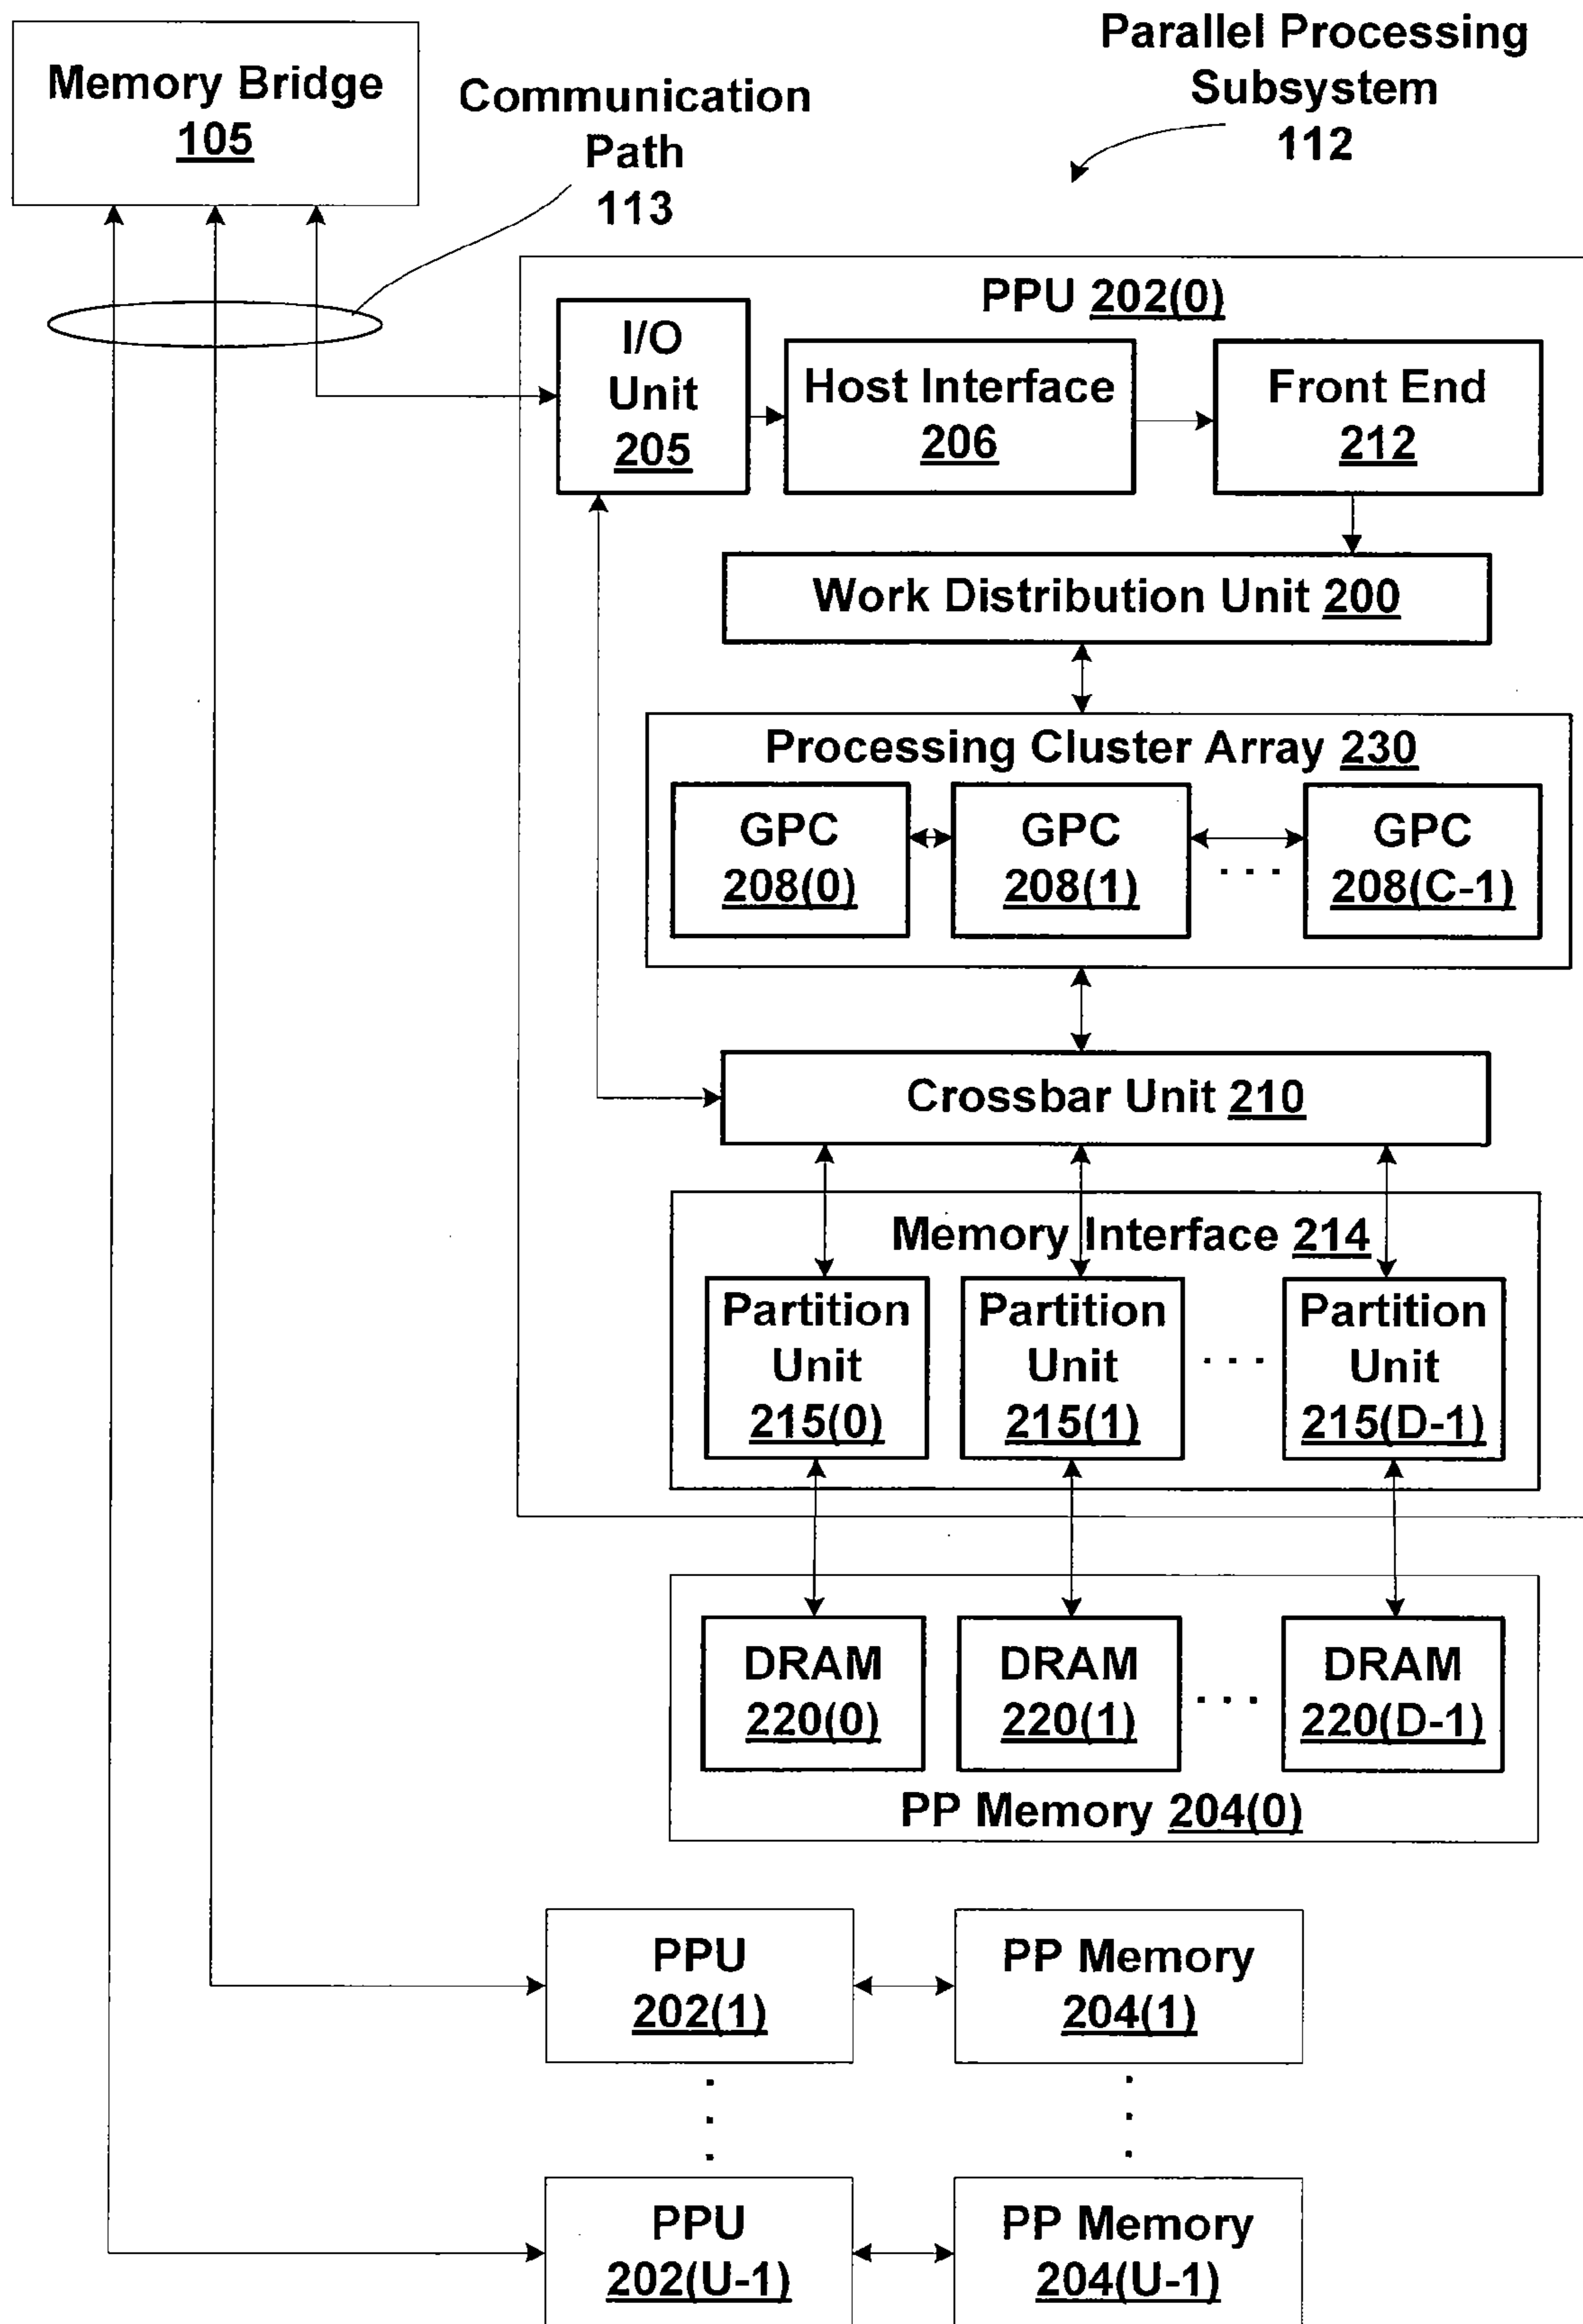 Memory Bridge
105
Communication
Path
113
Parallel Processing
Subsystem
112
PPU 202(0)
I/O
Unit
205
Host Interface
206
Front End
212
Work Distribution Unit 200
Processing Cluster Array 230
GPC
208(0)
GPC
208(1)
. . .
GPC
208(C-1)
Crossbar Unit 210
Memory Interface 214
Partition
Unit
215(0)
Partition
Unit
215(1)
. . .
Partition
Unit
215(D-1)
DRAM
220(0)
DRAM
220(1)
. . .
DRAM
220(D-1)
PP Memory 204(0)
PPU
202(1)
PP Memory
204(1)
PPU
202(U-1)
PP Memory
204(U-1)